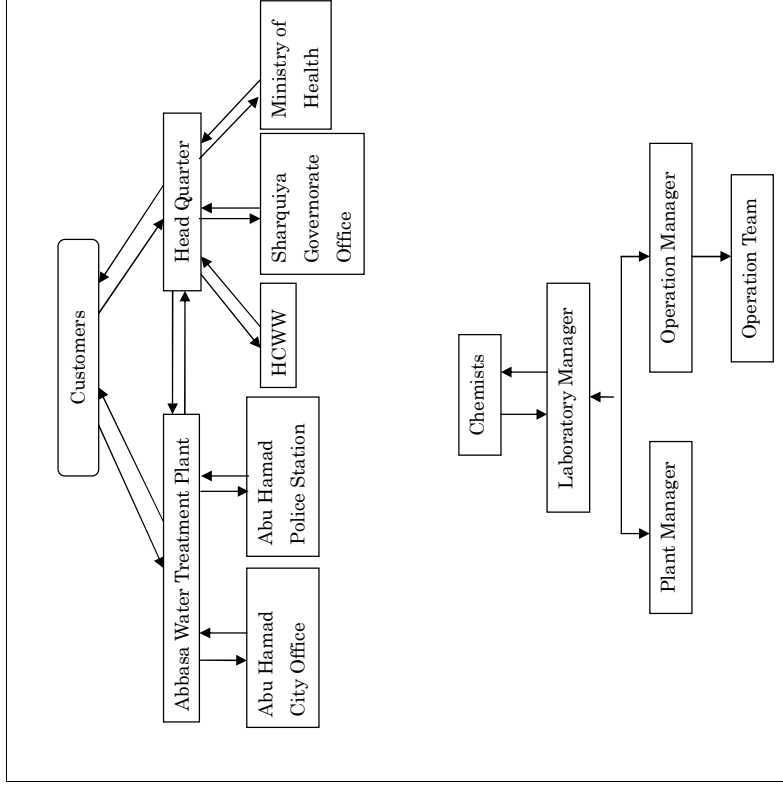 Customers
Abbasa Water Treatment Plant
Head Quarter
Abu Hamad
City Office
Abu Hamad
Police Station
HCWW
Sharquiya
Governorate
Office
Ministry of
Health
Chemists
Laboratory Manager
Plant Manager
Operation Manager
Operation Team